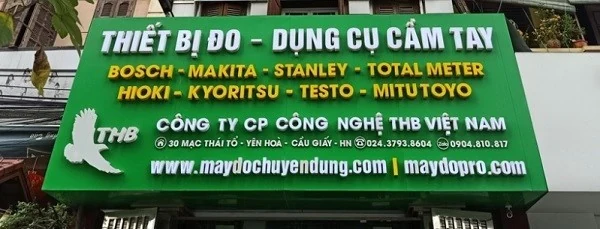 THIẾT BỊ ĐO - DỤNG CỤ CẦM TAY
BOSCH - MAKITA - STANLEY - TOTAL METER
HIOKI - KYORITSU - TESTO - MITUTOYO
THB
CÔNG TY CP CÔNG NGHỆ THB VIỆT NAM
30 MẠC THÁI TỔ - YÊN HOÀ - CẦU GIẤY - HN 024.3793.8604 Zalo 0904.810.817
www.maydochuyendung.com | maydopro.com